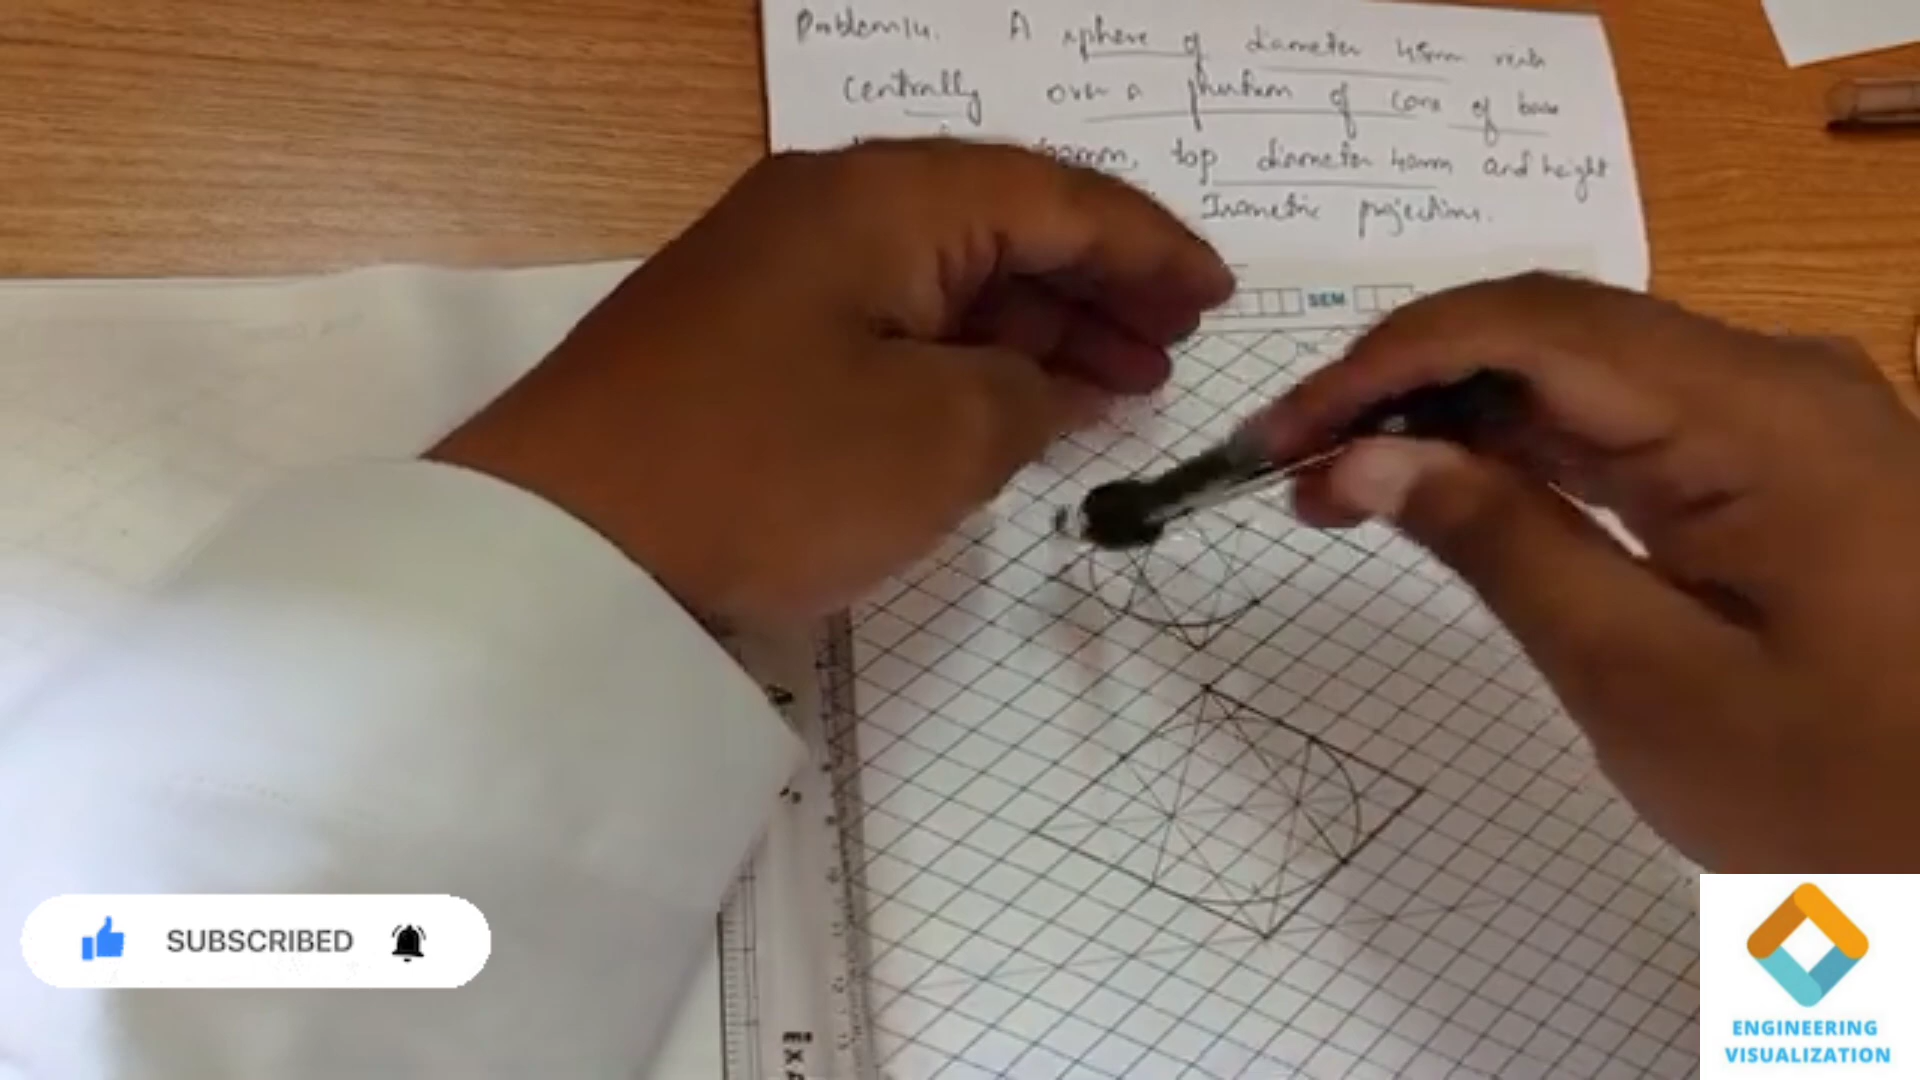 Problem14. A sphere of diameter 45mm rests
centrally over a frustum of cone of base
60mm, top diameter 40mm and height
Isometric projections.
SEM
SUBSCRIBED
ENGINEERING
VISUALIZATION